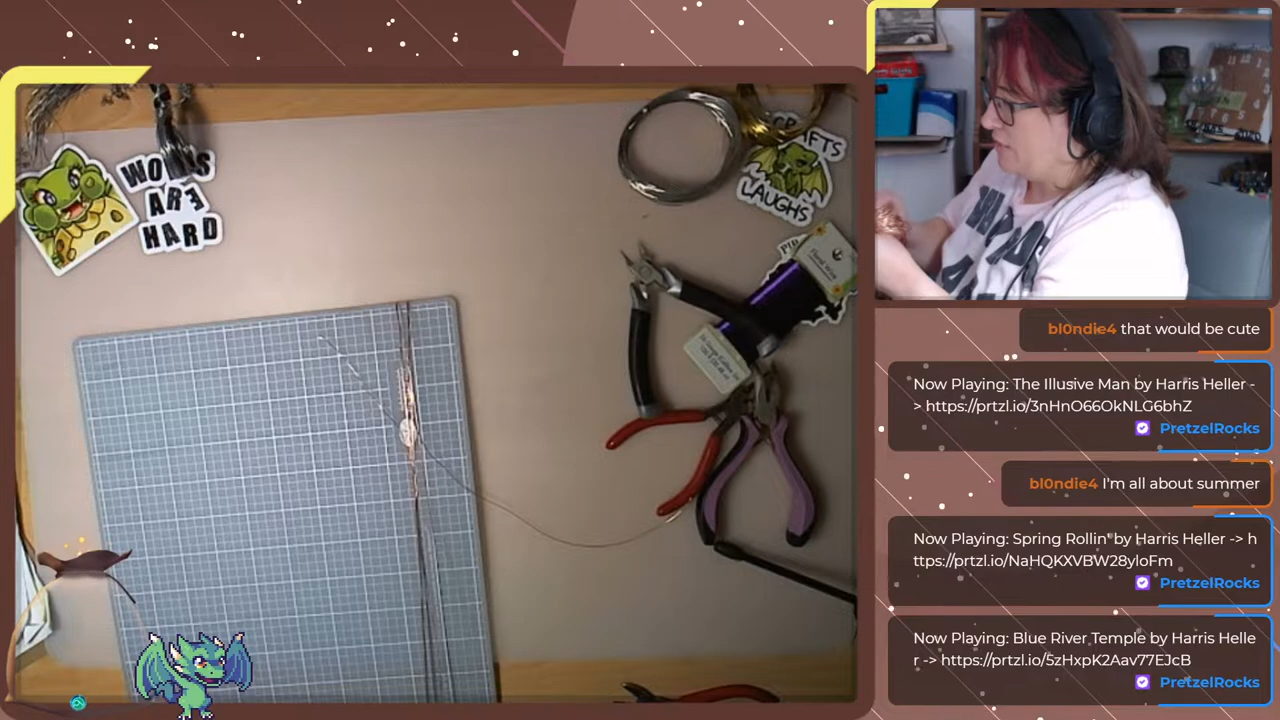 WORDS
ARE
HARD
CRAFTS
LAUGHS
bl0ndie4 that would be cute
Now Playing: The Illusive Man by Harris Heller -
> https://prtzl.io/3nHnO66OkNLG6bhZ
PretzelRocks
bl0ndie4 I'm all about summer
Now Playing: Spring Rollin' by Harris Heller -> h
ttps://prtzl.io/NaHQKXVBW28yloFm
PretzelRocks
Now Playing: Blue River Temple by Harris Helle
r -> https://prtzl.io/5zHxpK2Aav77EJcB
PretzelRocks